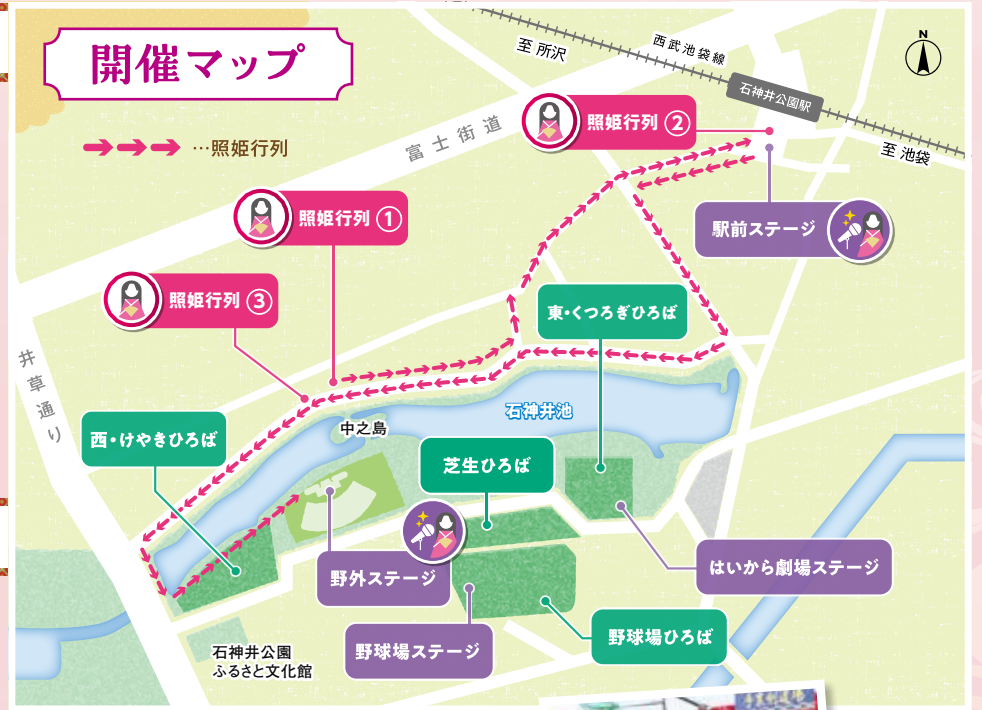 開催マップ
…照姫行列
N
至 所沢
西武池袋線
石神井公園駅
至 池袋
富士街道
照姫行列 ②
照姫行列 ①
照姫行列 ③
駅前ステージ
東・くつろぎひろば
井草通り
石神井池
中之島
西・けやきひろば
芝生ひろば
野外ステージ
はいから劇場ステージ
野球場ステージ
野球場ひろば
石神井公園
ふるさと文化館